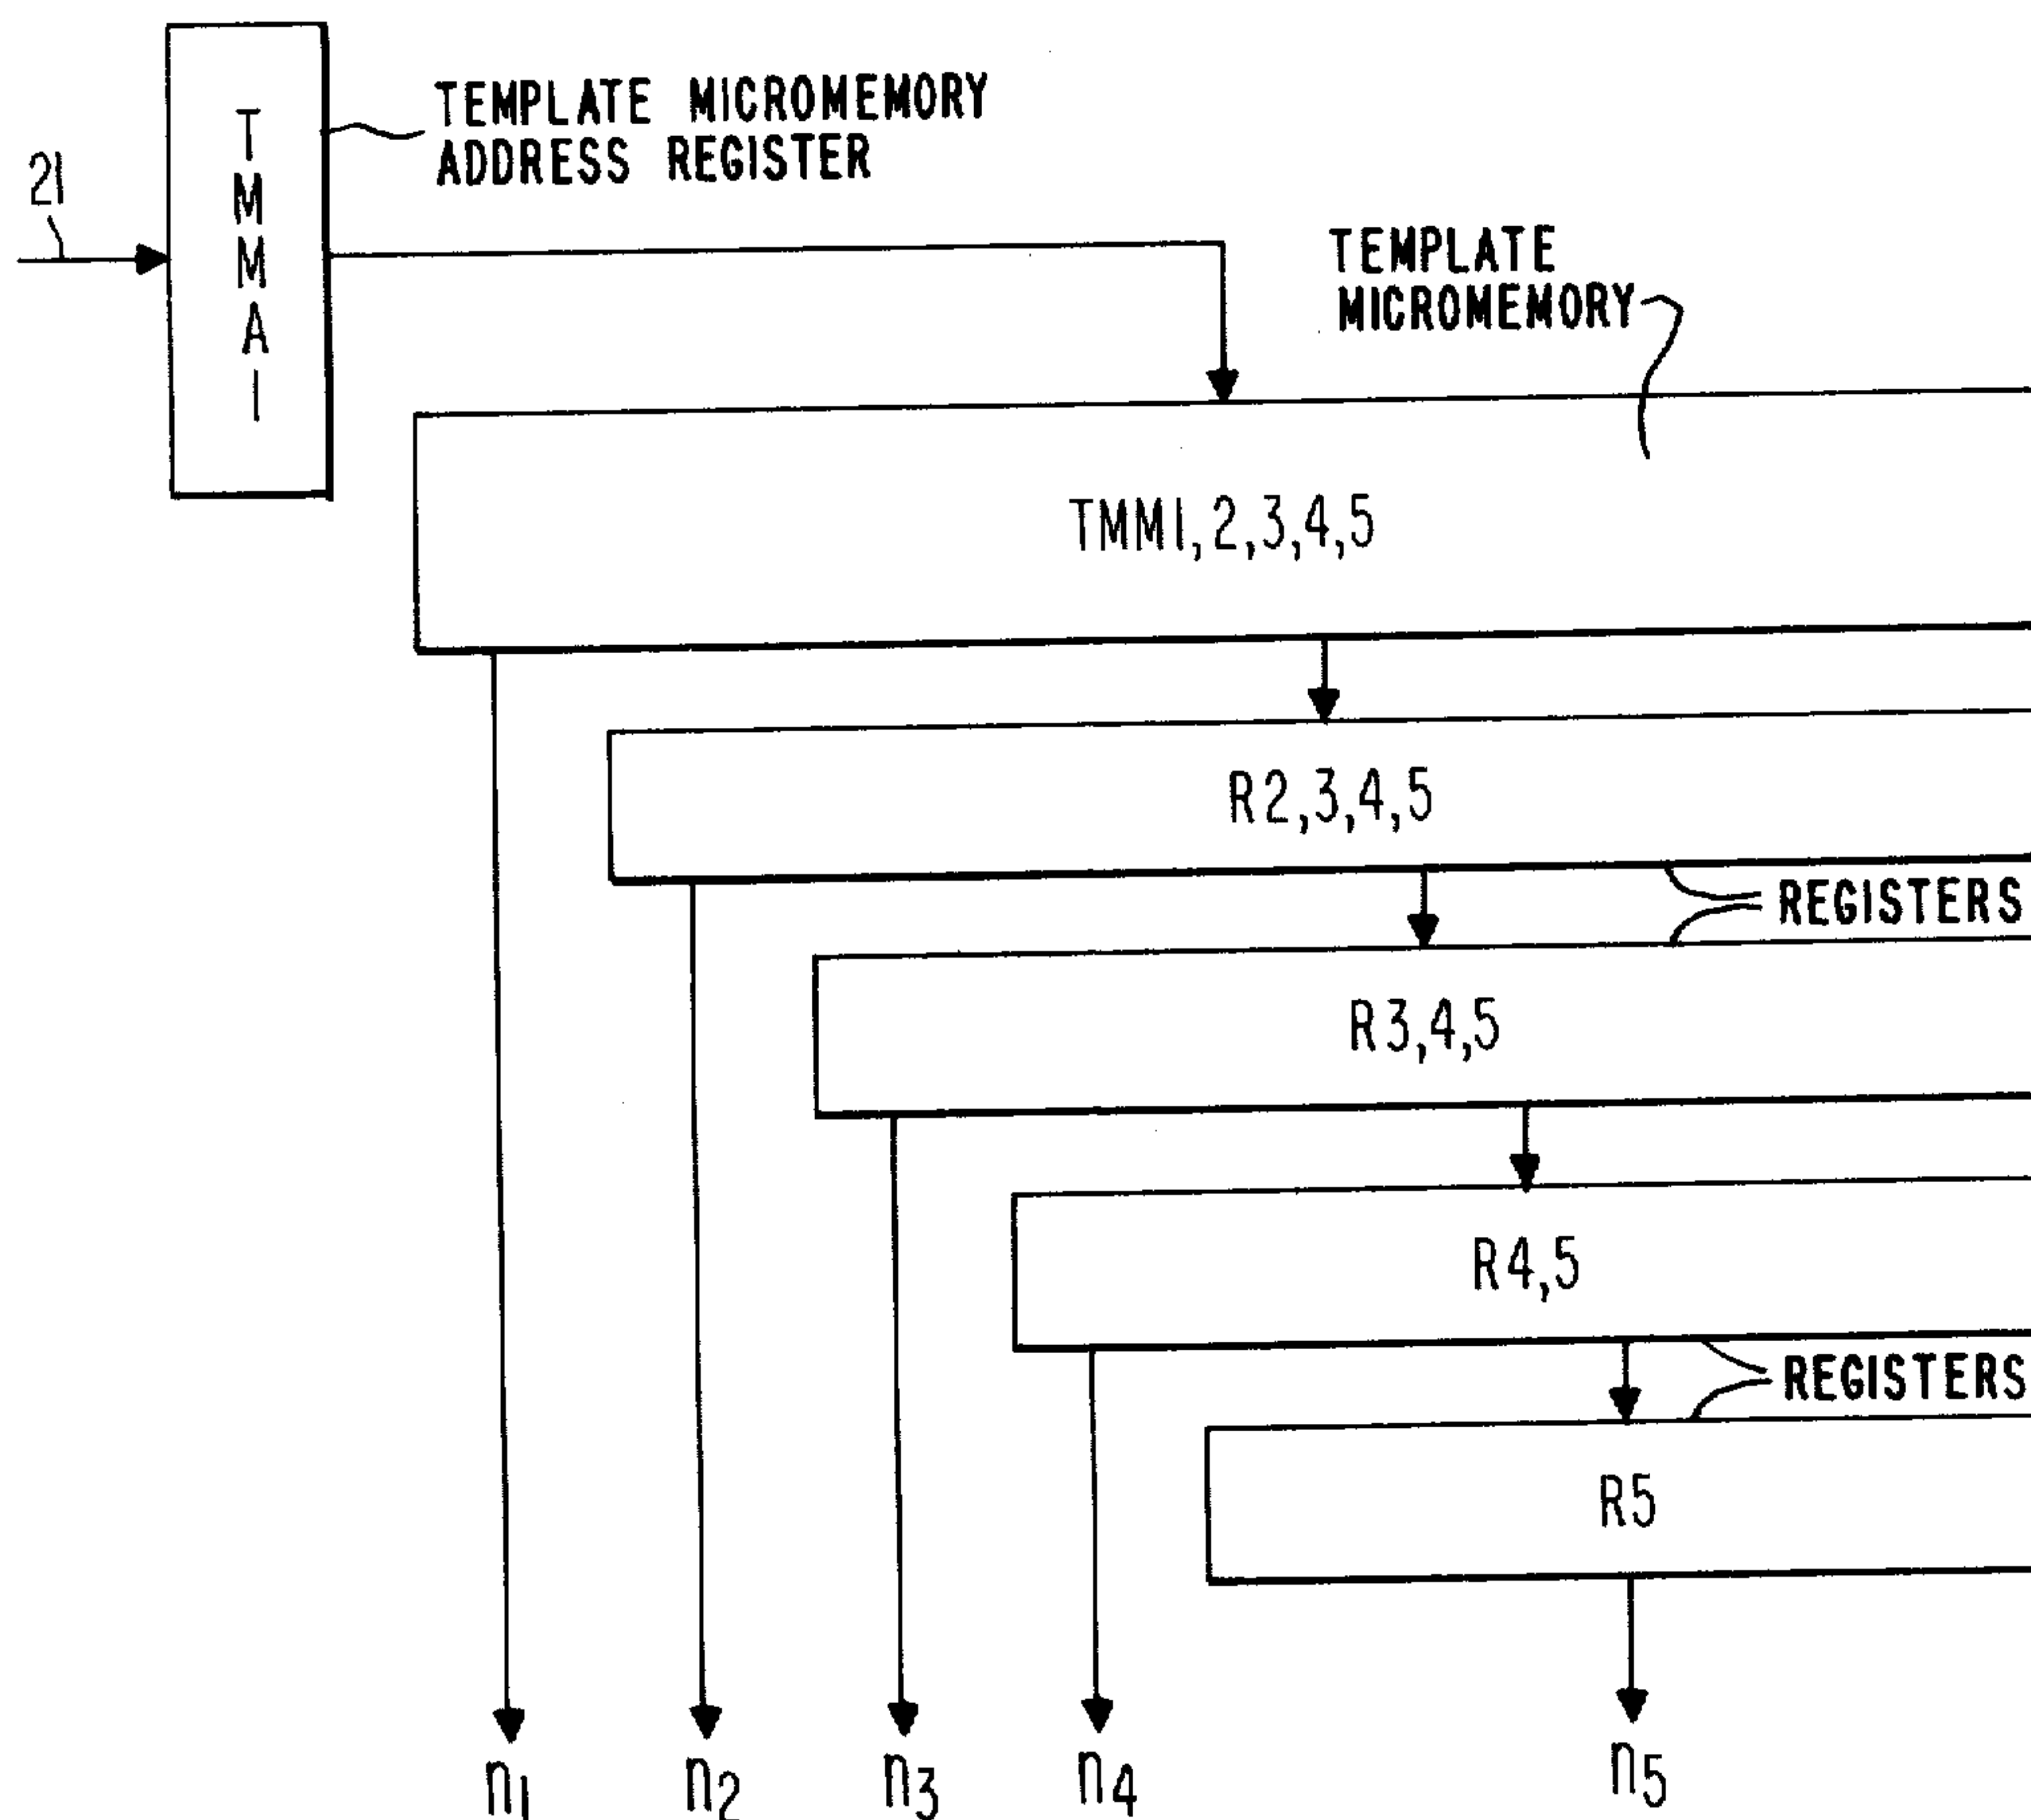 TEMPLATE MICROMEMORY
ADDRESS REGISTER
21
TMMA1
TEMPLATE
MICROMEMORY
TMM1,2,3,4,5
R2,3,4,5
REGISTERS
R3,4,5
R4,5
REGISTERS
R5
n1 n2 n3 n4 n5